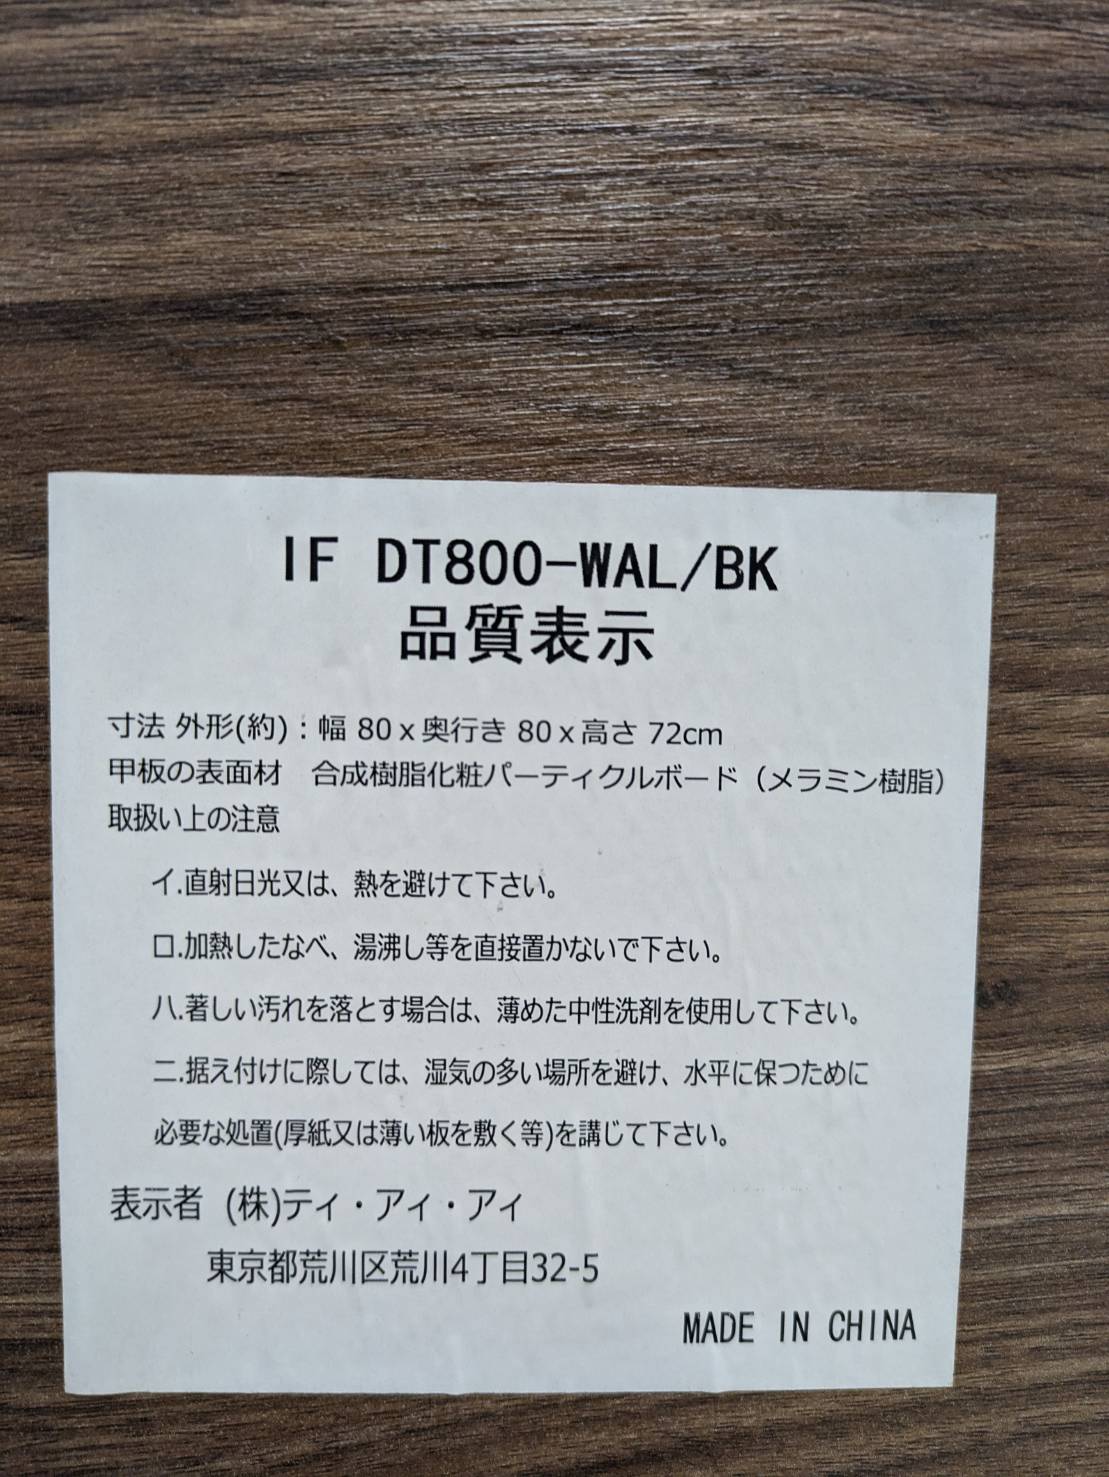 IF DT800-WAL/BK
品質表示
寸法 外形(約)：幅 80ｘ奥行き 80ｘ高さ 72cm
甲板の表面材　合成樹脂化粧パーティクルボード（メラミン樹脂）
取扱い上の注意
イ.直射日光又は、熱を避けて下さい。
ロ.加熱したなべ、湯沸し等を直接置かないで下さい。
ハ.著しい汚れを落とす場合は、薄めた中性洗剤を使用して下さい。
ニ.据え付けに際しては、湿気の多い場所を避け、水平に保つために
必要な処置(厚紙又は薄い板を敷く等)を講じて下さい。
表示者 (株)ティ・アィ・アィ
東京都荒川区荒川4丁目32-5
MADE IN CHINA